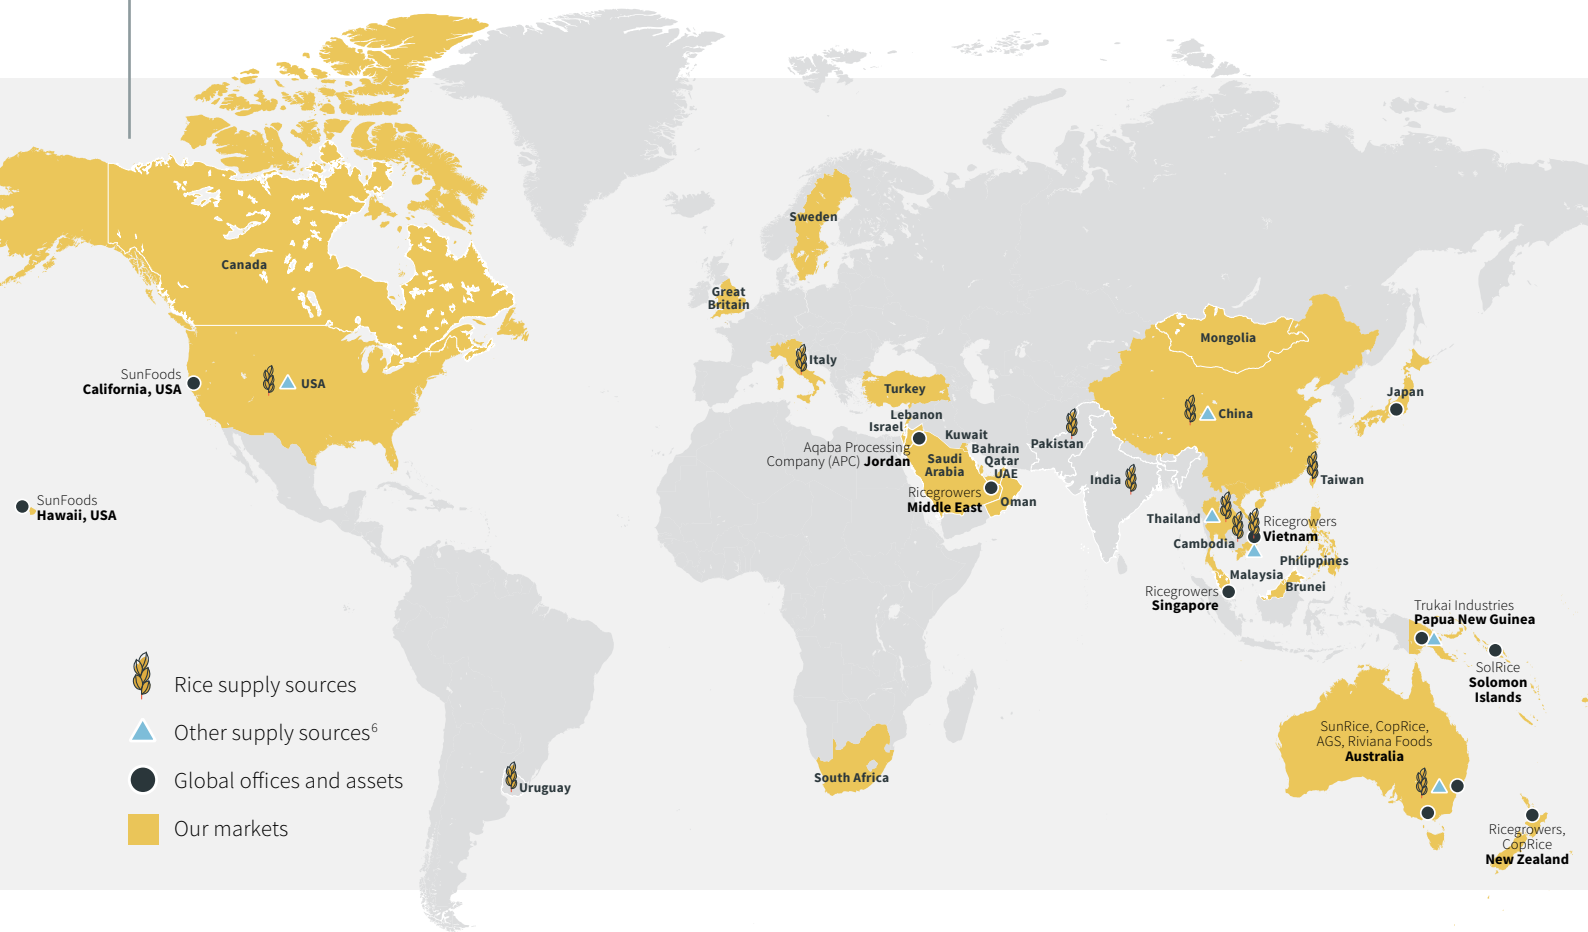 Canada
SunFoods
California, USA
USA
SunFoods
Hawaii, USA
Sweden
Great
Britain
Italy
Turkey
Lebanon
Israel
Aqaba Processing
Company (APC) Jordan
Kuwait
Bahrain
Qatar
UAE
Saudi
Arabia
Ricegrowers
Middle East
Oman
Pakistan
India
Mongolia
China
Japan
Taiwan
Thailand
Cambodia
Ricegrowers
Vietnam
Philippines
Malaysia
Brunei
Ricegrowers
Singapore
Trukai Industries
Papua New Guinea
SolRice
Solomon
Islands
SunRice, CopRice,
AGS, Riviana Foods
Australia
Ricegrowers,
CopRice
New Zealand
South Africa
Uruguay
Rice supply sources
Other supply sources6
Global offices and assets
Our markets